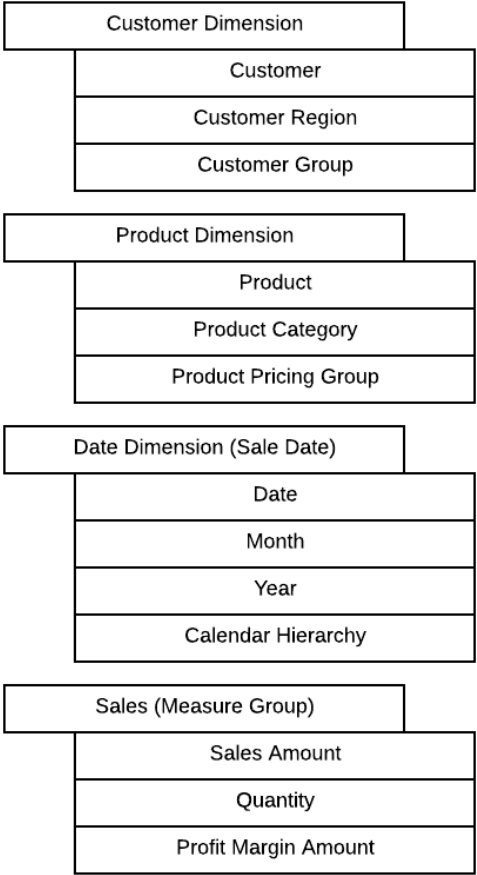 Customer Dimension
Customer
Customer Region
Customer Group
Product Dimension
Product
Product Category
Product Pricing Group
Date Dimension (Sale Date)
Date
Month
Year
Calendar Hierarchy
Sales (Measure Group)
Sales Amount
Quantity
Profit Margin Amount